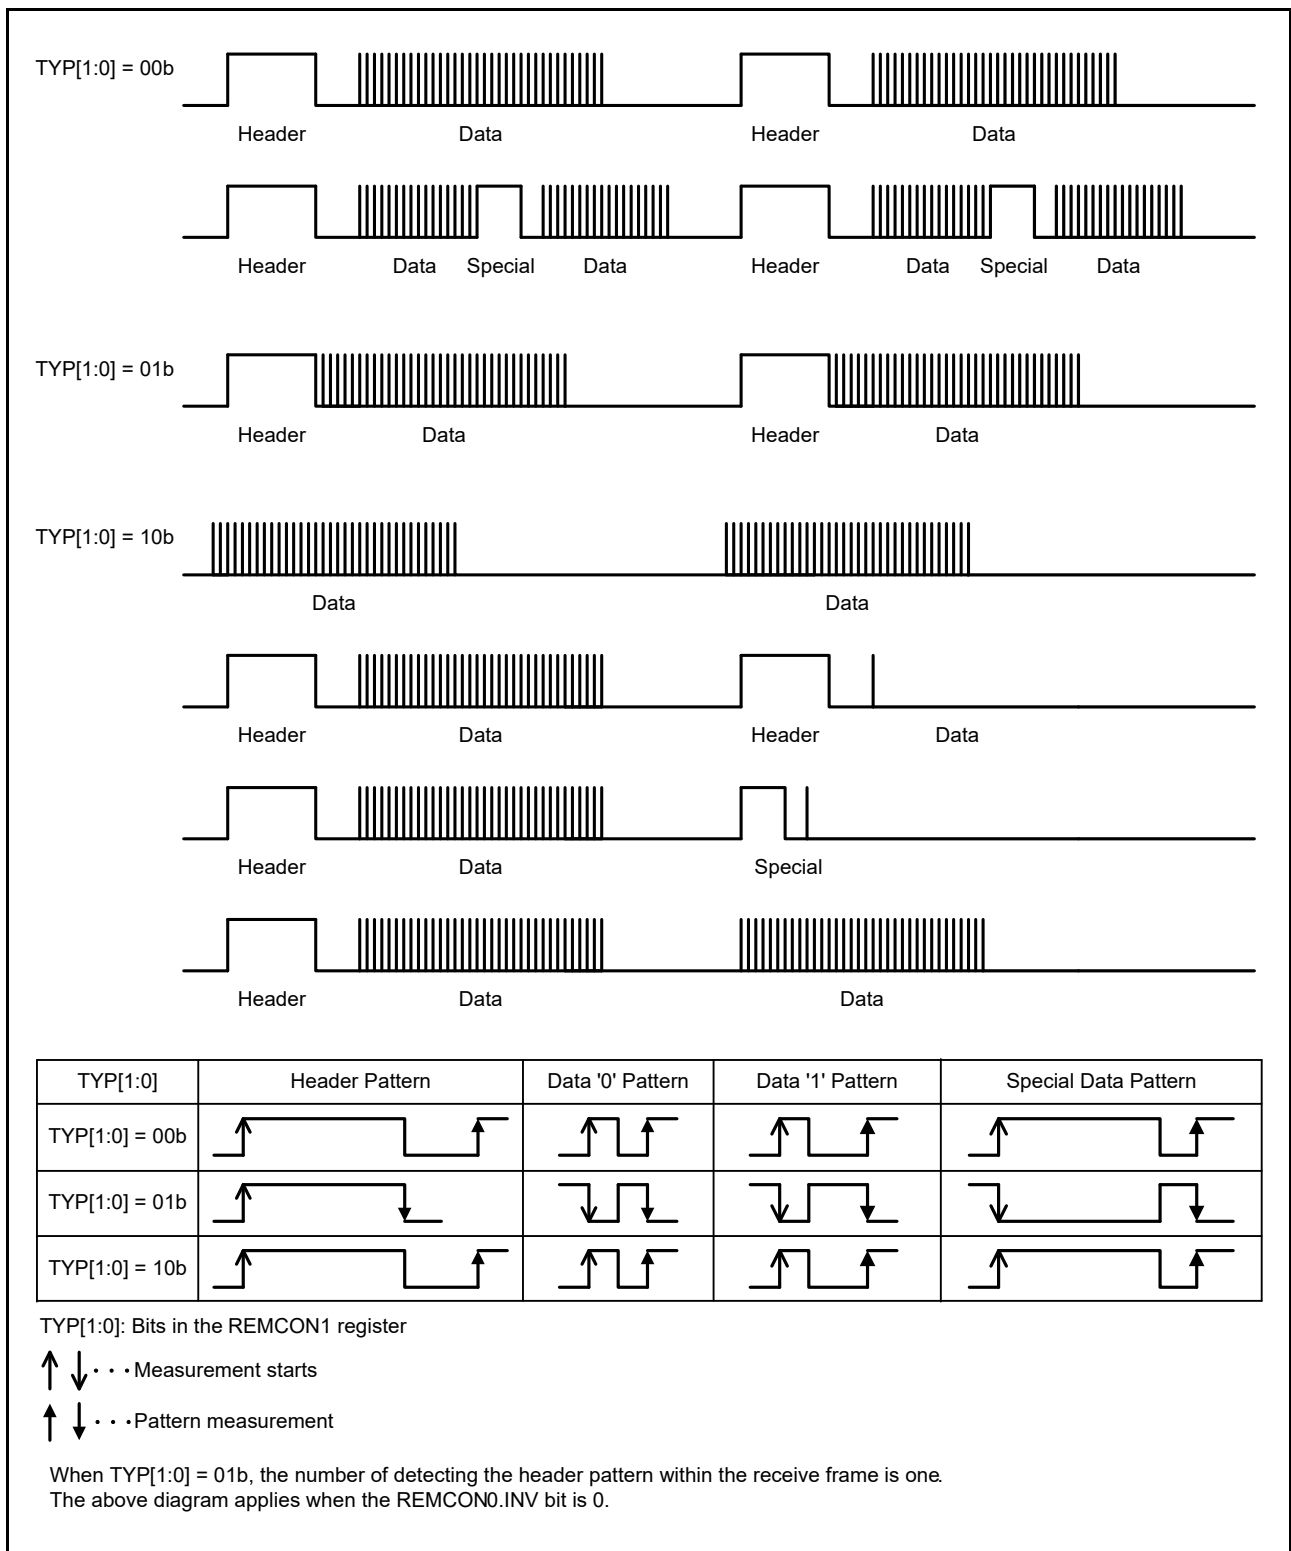 TYP[1:0] = 00b
Header Data Header Data
Header Data Special Data Header Data Special Data
TYP[1:0] = 01b
Header Data Header Data
TYP[1:0] = 10b
Data Data
Header Data Header Data
Header Data Special
Header Data Data
TYP[1:0] Header Pattern Data '0' Pattern Data '1' Pattern Special Data Pattern
TYP[1:0] = 00b
TYP[1:0] = 01b
TYP[1:0] = 10b
TYP[1:0]: Bits in the REMCON1 register
· · · Measurement starts
· · · Pattern measurement
When TYP[1:0] = 01b, the number of detecting the header pattern within the receive frame is one.
The above diagram applies when the REMCON0.INV bit is 0.